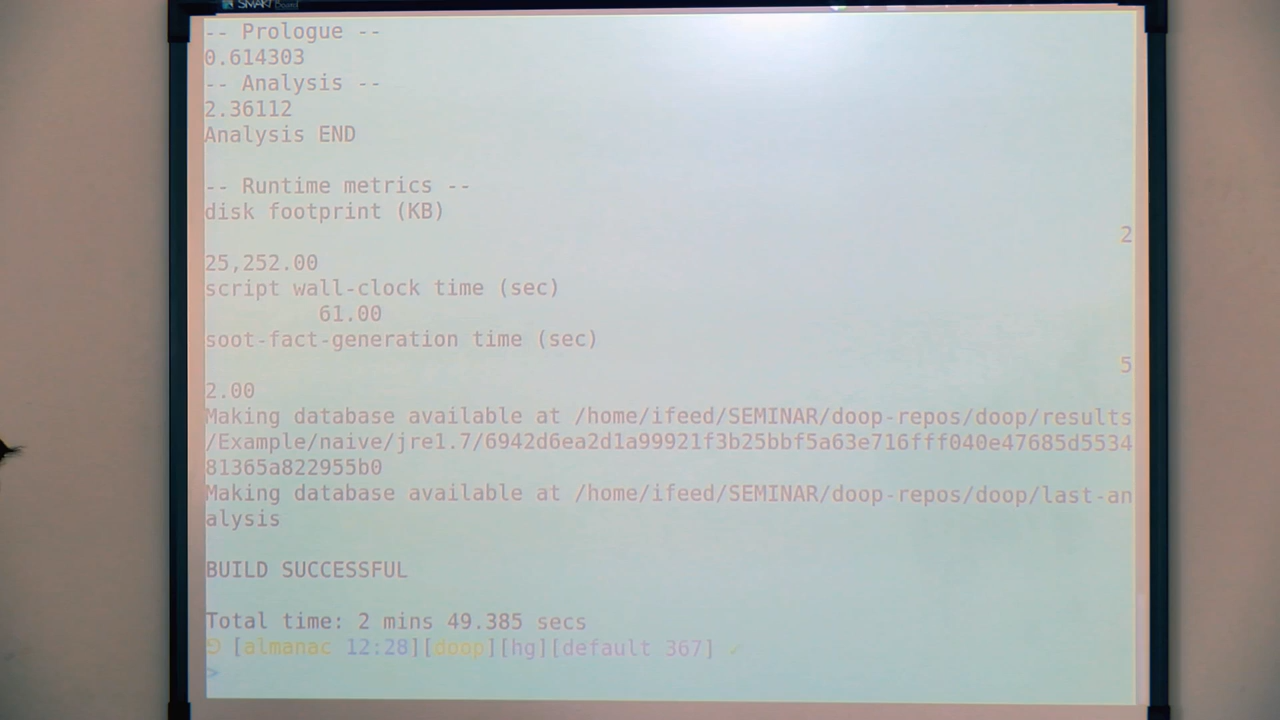 SMART Board
-- Prologue --
0.614303
-- Analysis --
2.36112
Analysis END
-- Runtime metrics --
disk footprint (KB)
2
25,252.00
script wall-clock time (sec)
61.00
soot-fact-generation time (sec)
5
2.00
Making database available at /home/ifeed/SEMINAR/doop-repos/doop/results
/Example/naive/jre1.7/6942d6ea2d1a99921f3b25bbf5a63e716fff040e47685d5534
81365a822955b0
Making database available at /home/ifeed/SEMINAR/doop-repos/doop/last-an
alysis
BUILD SUCCESSFUL
Total time: 2 mins 49.385 secs
[almanac 12:28][doop][hg][default 367] ✓
>